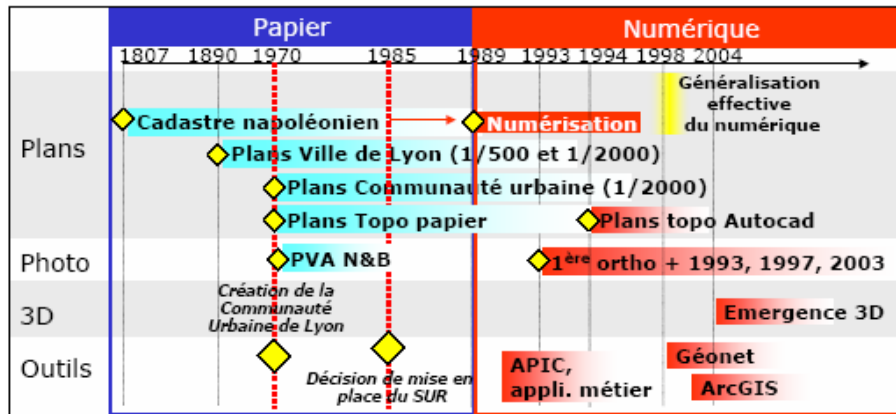 Papier
Numérique
1807 1890 1970 1985 1989 1993 1994 1998 2004
Plans
Généralisation
effective
du numérique
Cadastre napoléonien
Numérisation
Plans Ville de Lyon (1/500 et 1/2000)
Plans Communauté urbaine (1/2000)
Plans Topo papier
Plans topo Autocad
Photo
PVA N&B
1ère ortho + 1993, 1997, 2003
3D
Création de la
Communauté
Urbaine de Lyon
Emergence 3D
Outils
Décision de mise en
place du SUR
APIC,
appli. métier
Géonet
ArcGIS